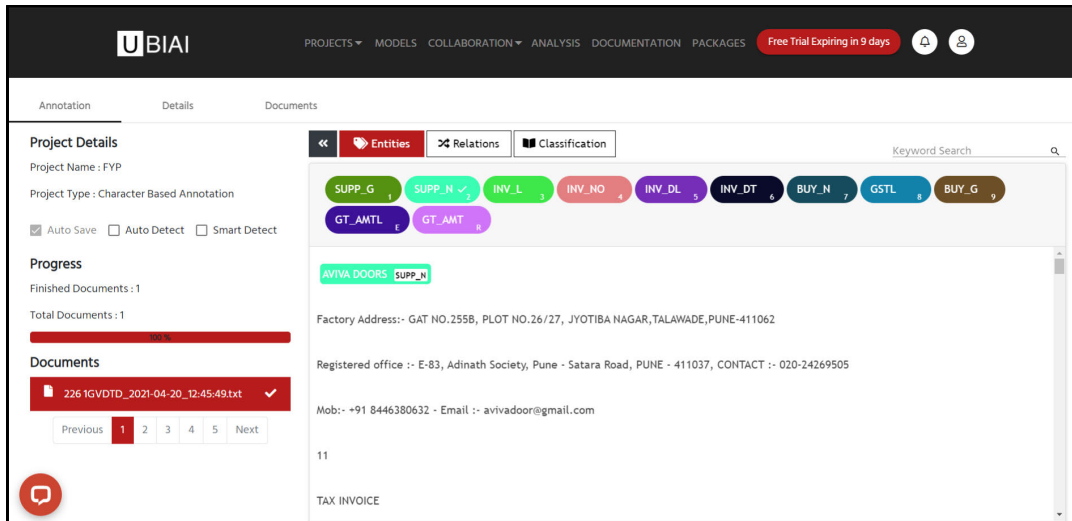 UBIAI
PROJECTS MODELS COLLABORATION ANALYSIS DOCUMENTATION PACKAGES Free Trial Expiring in 9 days
Annotation Details Documents
Project Details
Project Name : FYP
Project Type : Character Based Annotation
Auto Save Auto Detect Smart Detect
Progress
Finished Documents : 1
Total Documents : 1
100 %
Documents
226 1GVDTD_2021-04-20_12:45:49.txt
Previous 1 2 3 4 5 Next
« Entities Relations Classification
Keyword Search
SUPP_G 1 SUPP_N 2 INV_L 3 INV_NO 4 INV_DL 5 INV_DT 6 BUY_N 7 GSTL 8 BUY_G 9
GT_AMTL E GT_AMT R
AVIVA DOORS SUPP_N
Factory Address:- GAT NO.255B, PLOT NO.26/27, JYOTIBA NAGAR,TALAWADE,PUNE-411062
Registered office :- E-83, Adinath Society, Pune - Satara Road, PUNE - 411037, CONTACT :- 020-24269505
Mob:- +91 8446380632 - Email :- avivadoor@gmail.com
11
TAX INVOICE